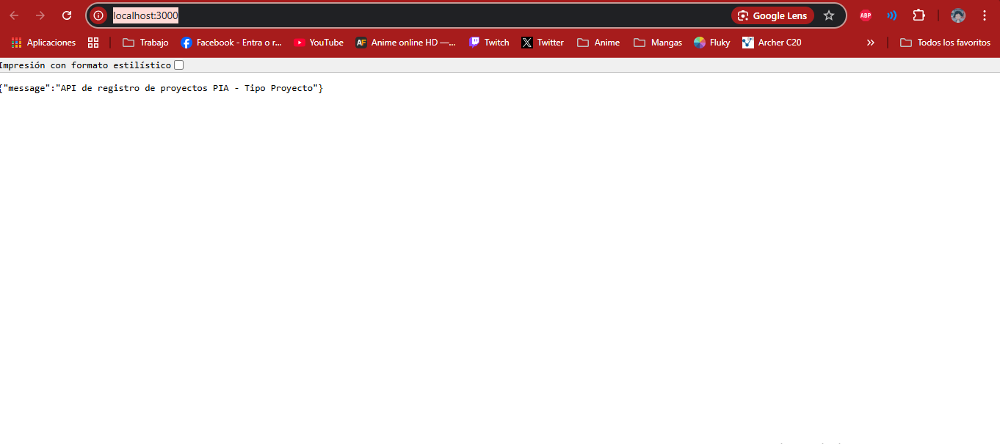 localhost:3000 Google Lens ABP
Aplicaciones Trabajo Facebook - Entra o r... YouTube AF Anime online HD —... Twitch X Twitter Anime Mangas Fluky Archer C20 » Todos los favoritos
Impresión con formato estilístico
{"message":"API de registro de proyectos PIA - Tipo Proyecto"}